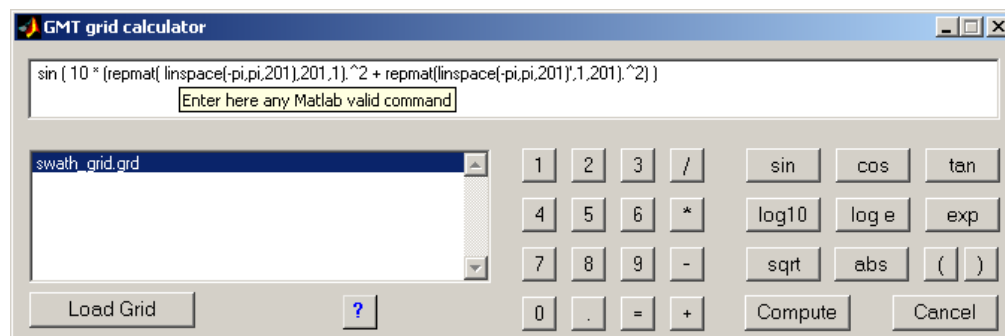 GMT grid calculator
sin ( 10 * (repmat( linspace(-pi,pi,201),201,1).^2 + repmat(linspace(-pi,pi,201)',1,201).^2) )
Enter here any Matlab valid command
swath_grid.grd
1 2 3 / sin cos tan
4 5 6 * log10 log e exp
7 8 9 - sqrt abs ( )
Load Grid ? 0 . = + Compute Cancel